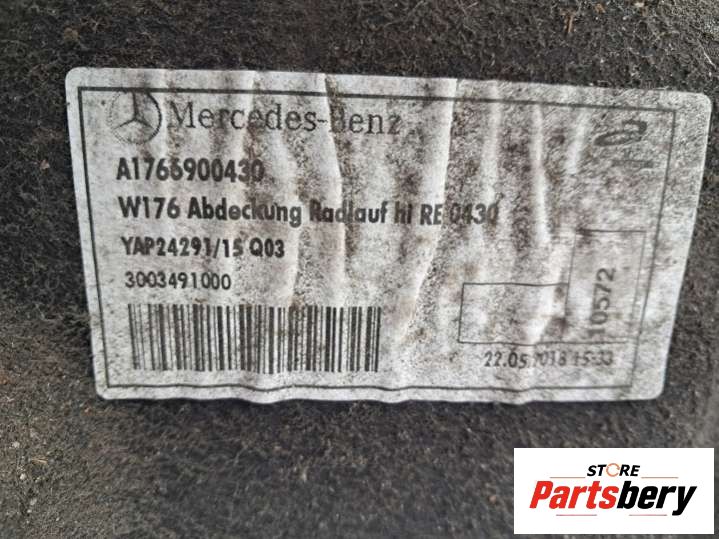 Mercedes-Benz
A1766900430
W176 Abdeckung Radlauf hi RE 0430
YAP24291/15 Q03
3003491000
10572
22.05.2018 15:33
STORE
Partsbery